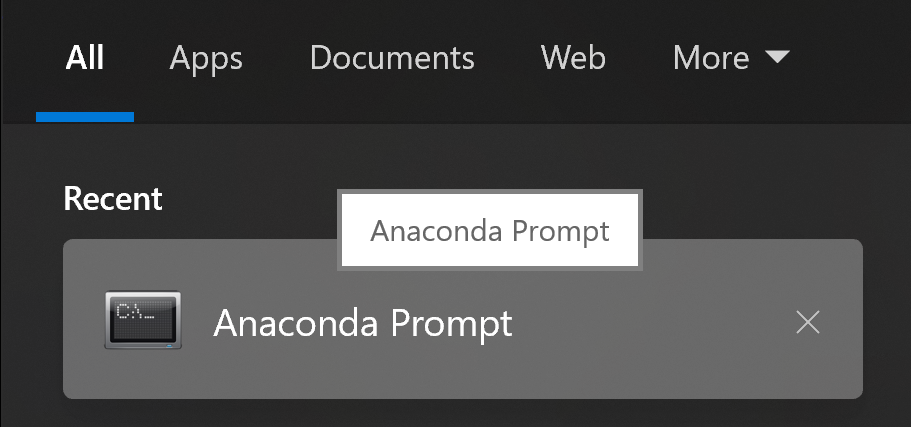 All Apps Documents Web More
Recent
Anaconda Prompt
C:\_
Anaconda Prompt